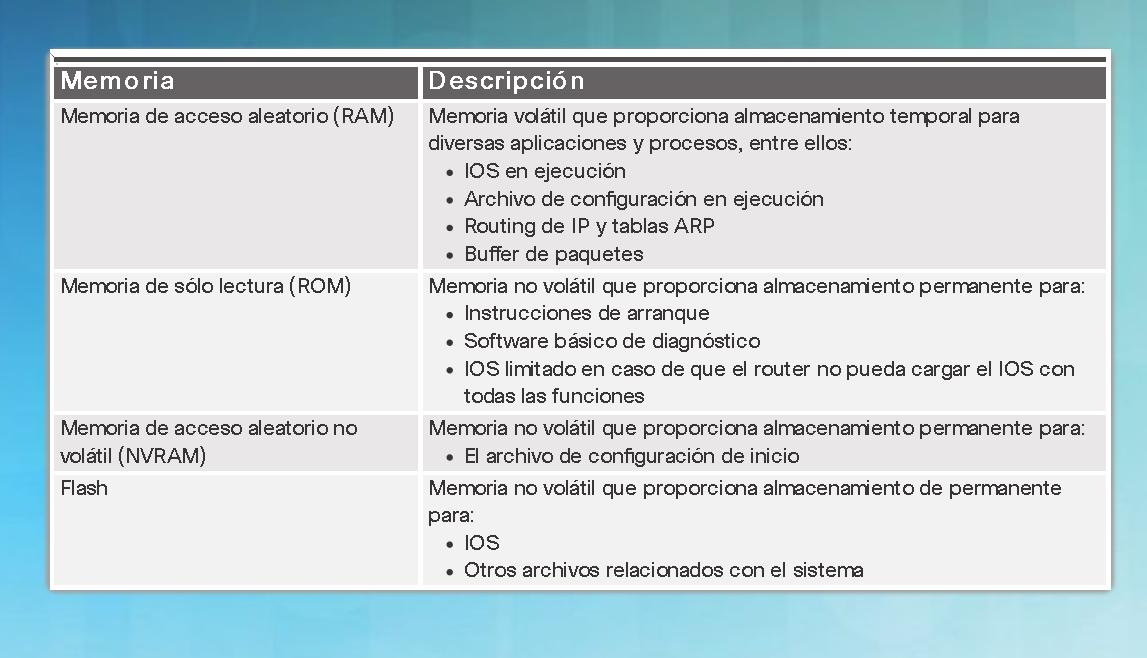 Memoria
Descripción
Memoria de acceso aleatorio (RAM)
Memoria volátil que proporciona almacenamiento temporal para
diversas aplicaciones y procesos, entre ellos:
• IOS en ejecución
• Archivo de configuración en ejecución
• Routing de IP y tablas ARP
• Buffer de paquetes
Memoria de sólo lectura (ROM)
Memoria no volátil que proporciona almacenamiento permanente para:
• Instrucciones de arranque
• Software básico de diagnóstico
• IOS limitado en caso de que el router no pueda cargar el IOS con
todas las funciones
Memoria de acceso aleatorio no
volátil (NVRAM)
Memoria no volátil que proporciona almacenamiento permanente para:
• El archivo de configuración de inicio
Flash
Memoria no volátil que proporciona almacenamiento de permanente
para:
• IOS
• Otros archivos relacionados con el sistema